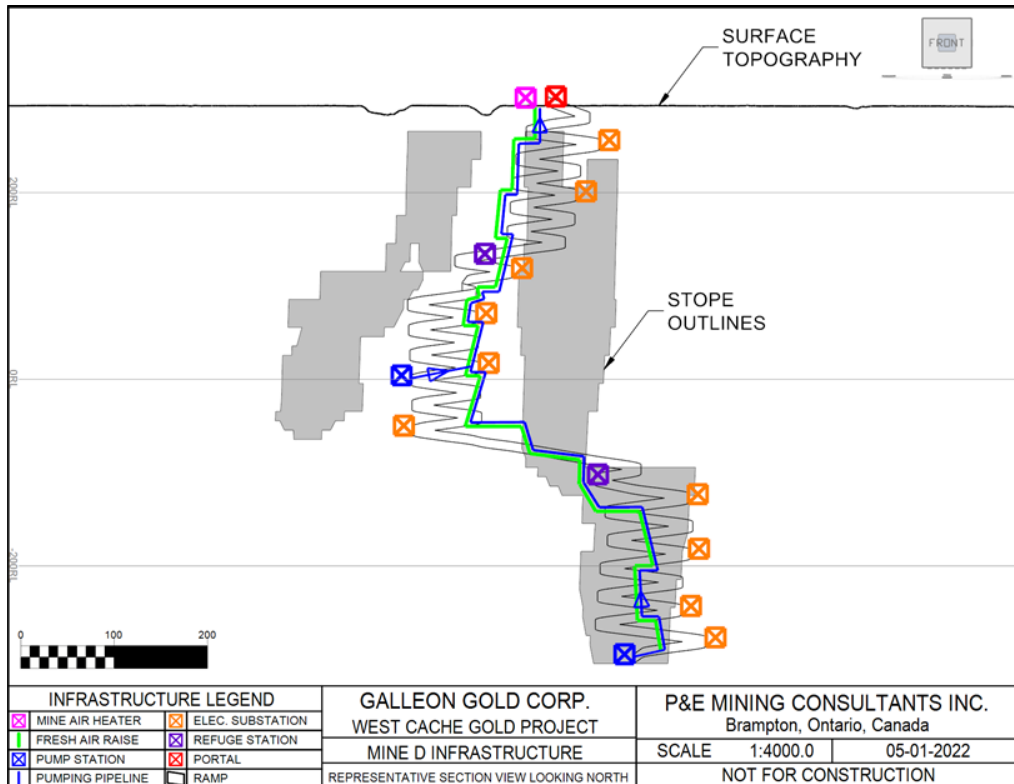 SURFACE
TOPOGRAPHY
FRONT
200RL
STOPE
OUTLINES
0RL
-200RL
0 100 200
INFRASTRUCTURE LEGEND
MINE AIR HEATER ELEC. SUBSTATION
FRESH AIR RAISE REFUGE STATION
PUMP STATION PORTAL
PUMPING PIPELINE RAMP
GALLEON GOLD CORP.
WEST CACHE GOLD PROJECT
MINE D INFRASTRUCTURE
REPRESENTATIVE SECTION VIEW LOOKING NORTH
P&E MINING CONSULTANTS INC.
Brampton, Ontario, Canada
SCALE 1:4000.0 05-01-2022
NOT FOR CONSTRUCTION